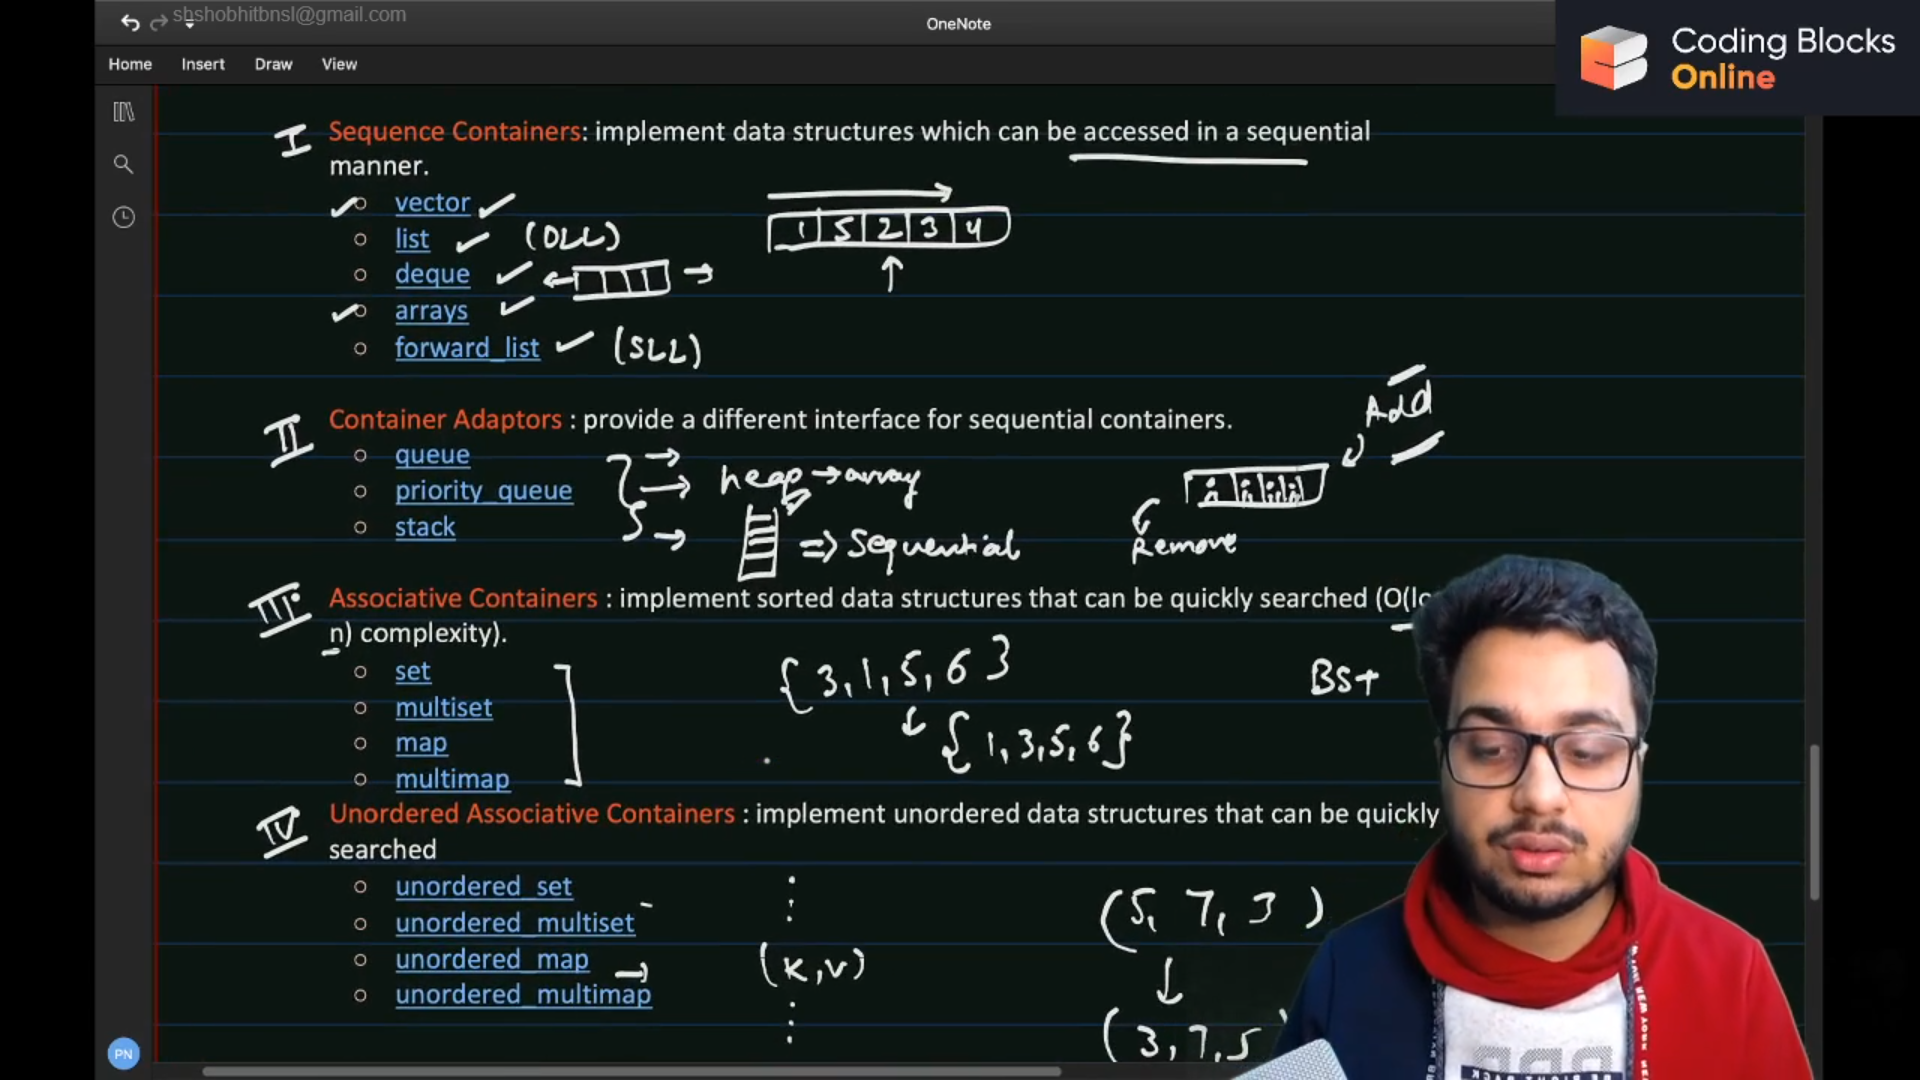 shshobhitbnsl@gmail.com
OneNote
Coding Blocks
Online
Home Insert Draw View
I Sequence Containers: implement data structures which can be accessed in a sequential
manner.
vector
1 5 2 3 4
list (DLL)
deque
arrays
forward_list (SLL)
Add
II Container Adaptors : provide a different interface for sequential containers.
queue
heap → array
priority_queue
stack
=> Sequential
Remove
III Associative Containers : implement sorted data structures that can be quickly searched (O(lo
n) complexity).
set
{ 3, 1, 5, 6 }
BST
multiset
map
{ 1, 3, 5, 6 }
multimap
IV Unordered Associative Containers : implement unordered data structures that can be quickly
searched
unordered_set
(5, 7, 3 )
unordered_multiset
unordered_map → (K, V)
unordered_multimap
( 3, 7, 5
PN